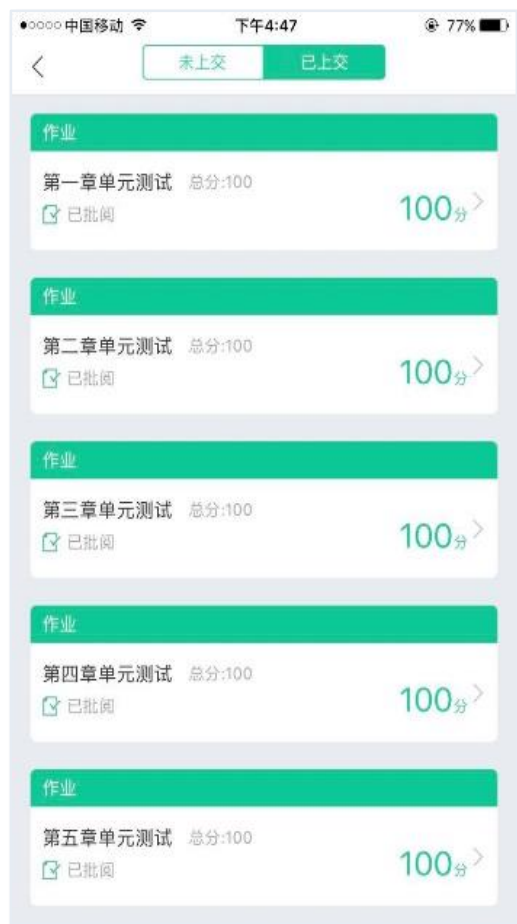 中国移动 下午4:47 77%
未上交 已上交
作业
第一章单元测试 总分:100
已批阅 100分
作业
第二章单元测试 总分:100
已批阅 100分
作业
第三章单元测试 总分:100
已批阅 100分
作业
第四章单元测试 总分:100
已批阅 100分
作业
第五章单元测试 总分:100
已批阅 100分